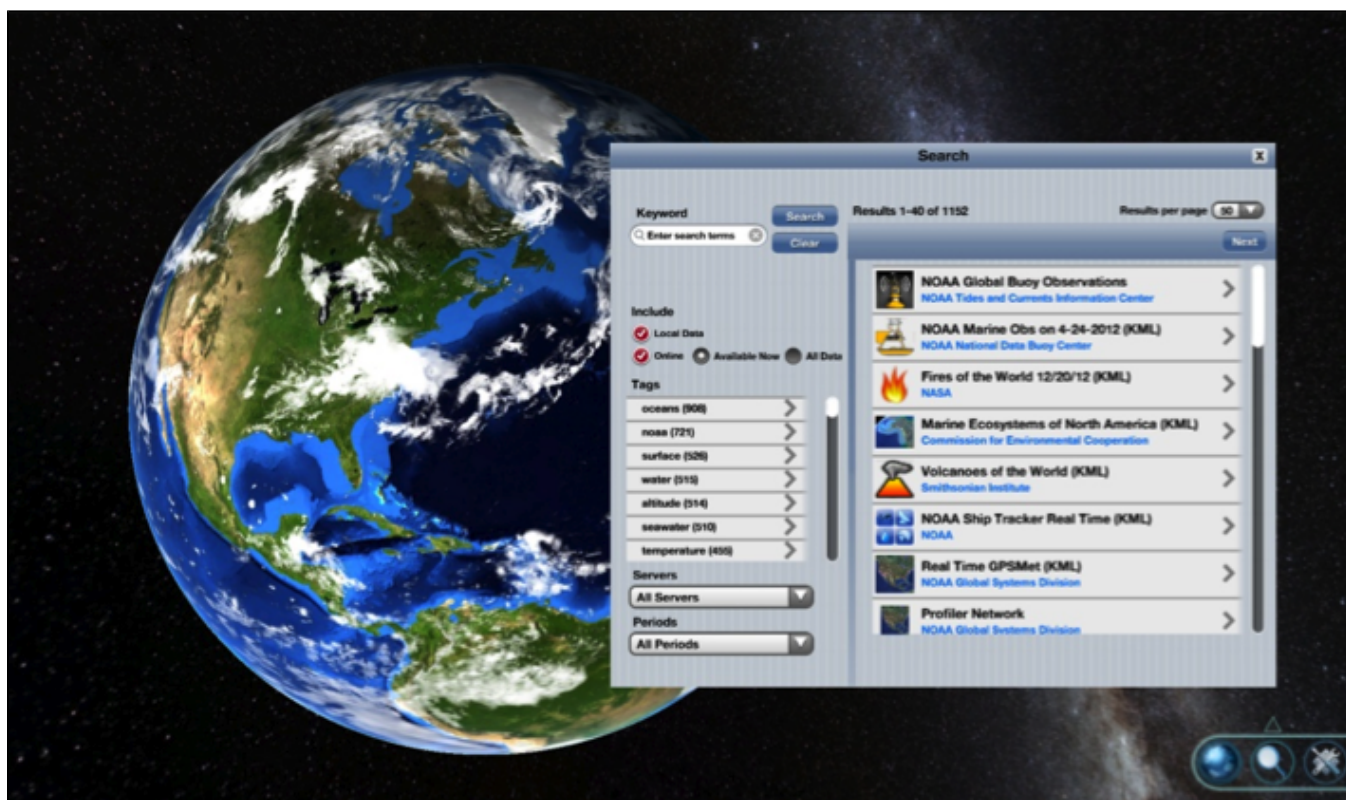 Search
X
Keyword
Search
Enter search terms
Clear
Include
Local Data
Online Available Now All Data
Tags
oceans (908)
noaa (721)
surface (526)
water (515)
altitude (514)
seawater (510)
temperature (455)
Servers
All Servers
Periods
All Periods
Results 1-40 of 1152
Results per page 50
Next
NOAA Global Buoy Observations
NOAA Tides and Currents Information Center
NOAA Marine Obs on 4-24-2012 (KML)
NOAA National Data Buoy Center
Fires of the World 12/20/12 (KML)
NASA
Marine Ecosystems of North America (KML)
Commission for Environmental Cooperation
Volcanoes of the World (KML)
Smithsonian Institute
NOAA Ship Tracker Real Time (KML)
NOAA
Real Time GPSMet (KML)
NOAA Global Systems Division
Profiler Network
NOAA Global Systems Division